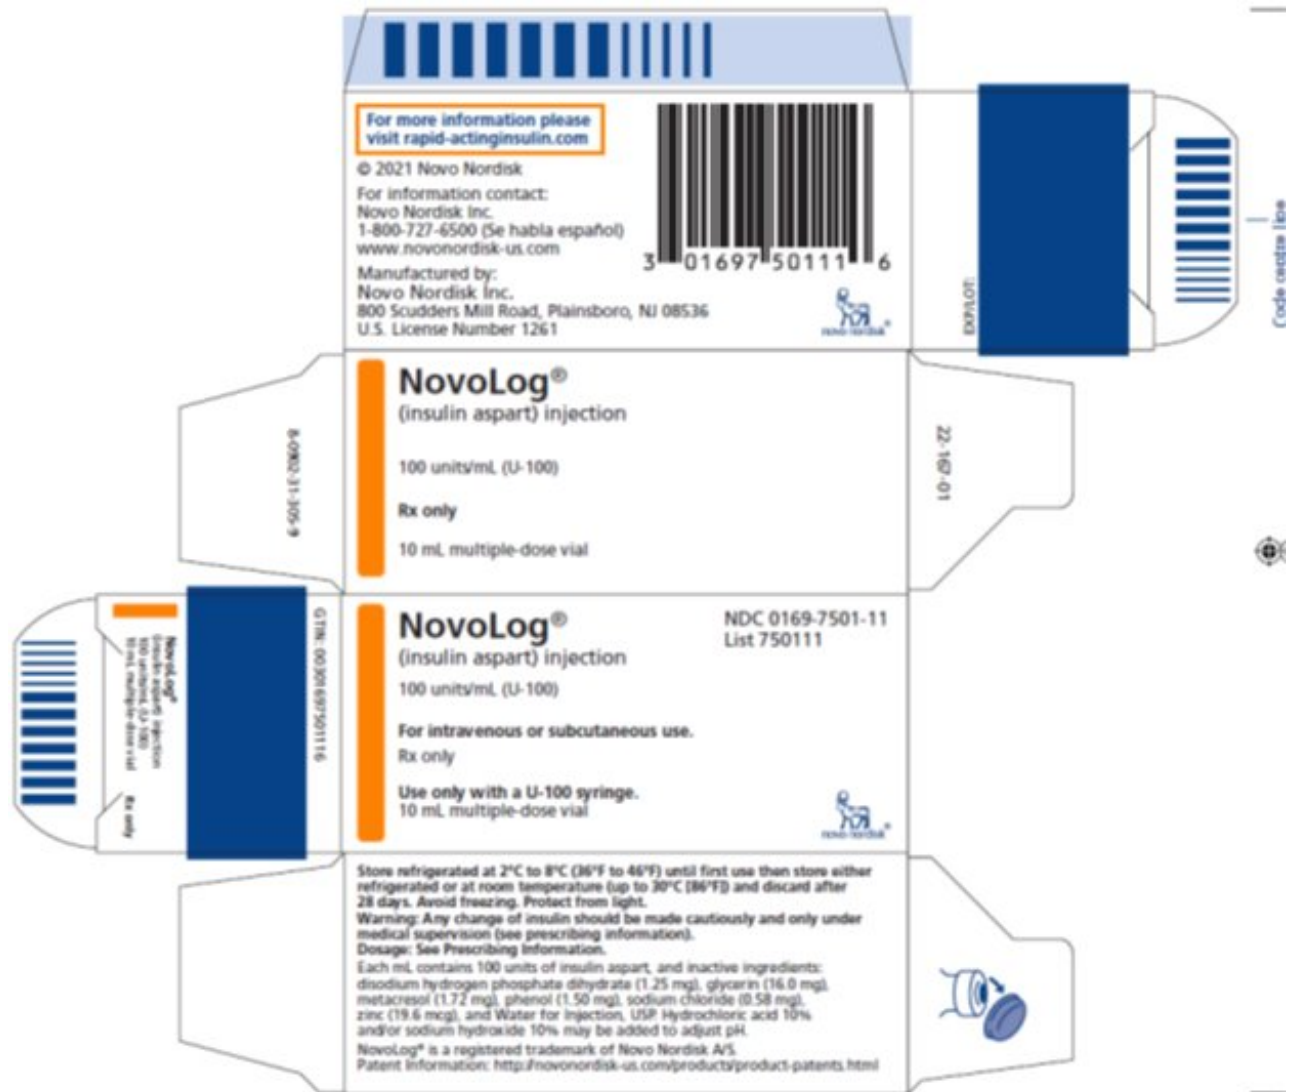 For more information please
visit rapid-actinginsulin.com
© 2021 Novo Nordisk
For information contact:
Novo Nordisk Inc.
1-800-727-6500 (Se habla español)
www.novonordisk-us.com
Manufactured by:
Novo Nordisk Inc.
800 Scudders Mill Road, Plainsboro, NJ 08536
U.S. License Number 1261
3 01697 50111 6
novo nordisk®
EXP/LOT:
Code centre line
NovoLog®
(insulin aspart) injection
100 units/mL (U-100)
Rx only
10 mL multiple-dose vial
8-0902-31-305-9
22-167-01
NovoLog®
(insulin aspart) injection
100 units/mL (U-100)
10 mL multiple-dose vial Rx only
GTIN: 00301697501116
NovoLog®
(insulin aspart) injection
100 units/mL (U-100)
For intravenous or subcutaneous use.
Rx only
Use only with a U-100 syringe.
10 mL multiple-dose vial
NDC 0169-7501-11
List 750111
novo nordisk®
Store refrigerated at 2°C to 8°C (36°F to 46°F) until first use then store either
refrigerated or at room temperature (up to 30°C [86°F]) and discard after
28 days. Avoid freezing. Protect from light.
Warning: Any change of insulin should be made cautiously and only under
medical supervision (see prescribing information).
Dosage: See Prescribing Information.
Each mL contains 100 units of insulin aspart, and inactive ingredients:
disodium hydrogen phosphate dihydrate (1.25 mg), glycerin (16.0 mg),
metacresol (1.72 mg), phenol (1.50 mg), sodium chloride (0.58 mg),
zinc (19.6 mcg), and Water for Injection, USP. Hydrochloric acid 10%
and/or sodium hydroxide 10% may be added to adjust pH.
NovoLog® is a registered trademark of Novo Nordisk A/S.
Patent Information: http://novonordisk-us.com/products/product-patents.html